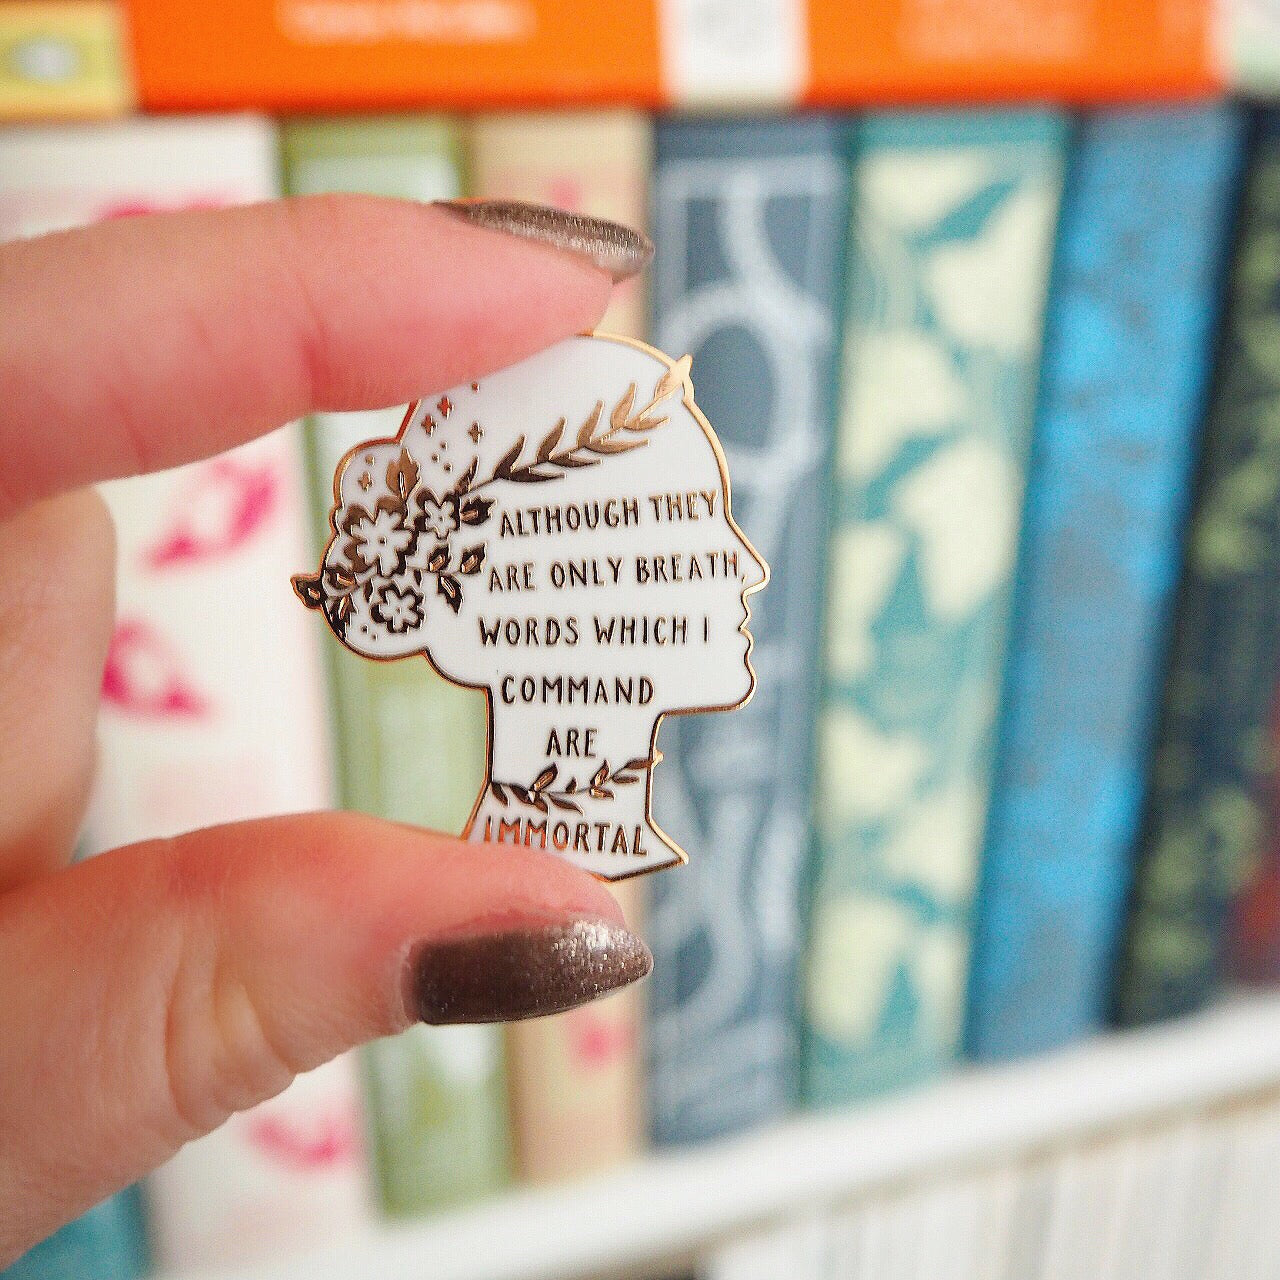 ALTHOUGH THEY
ARE ONLY BREATH,
WORDS WHICH I
COMMAND
ARE
IMMORTAL